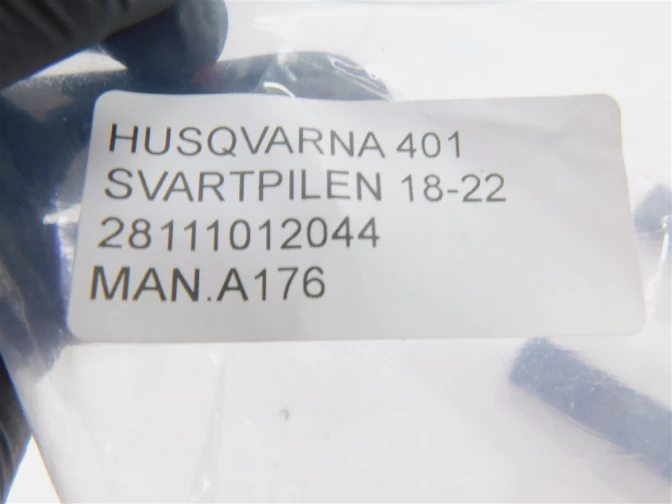 HUSQVARNA 401
SVARTPILEN 18-22
28111012044
MAN.A176